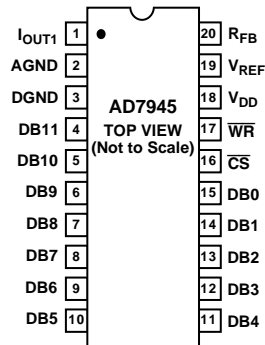 IOUT1 1 20 RFB
AGND 2 19 VREF
DGND 3 18 VDD
DB11 4 AD7945 17 W̅R̅
DB10 5 TOP VIEW (Not to Scale) 16 C̅S̅
DB9 6 15 DB0
DB8 7 14 DB1
DB7 8 13 DB2
DB6 9 12 DB3
DB5 10 11 DB4